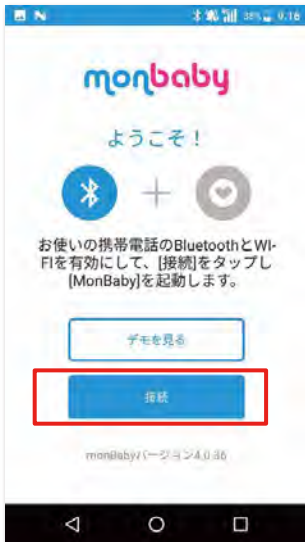 38% 9:16
monbaby
ようこそ！
お使いの携帯電話のBluetoothとWI-
FIを有効にして、[接続]をタップし
[MonBaby]を起動します。
デモを見る
接続
monBabyバージョン4.0.36